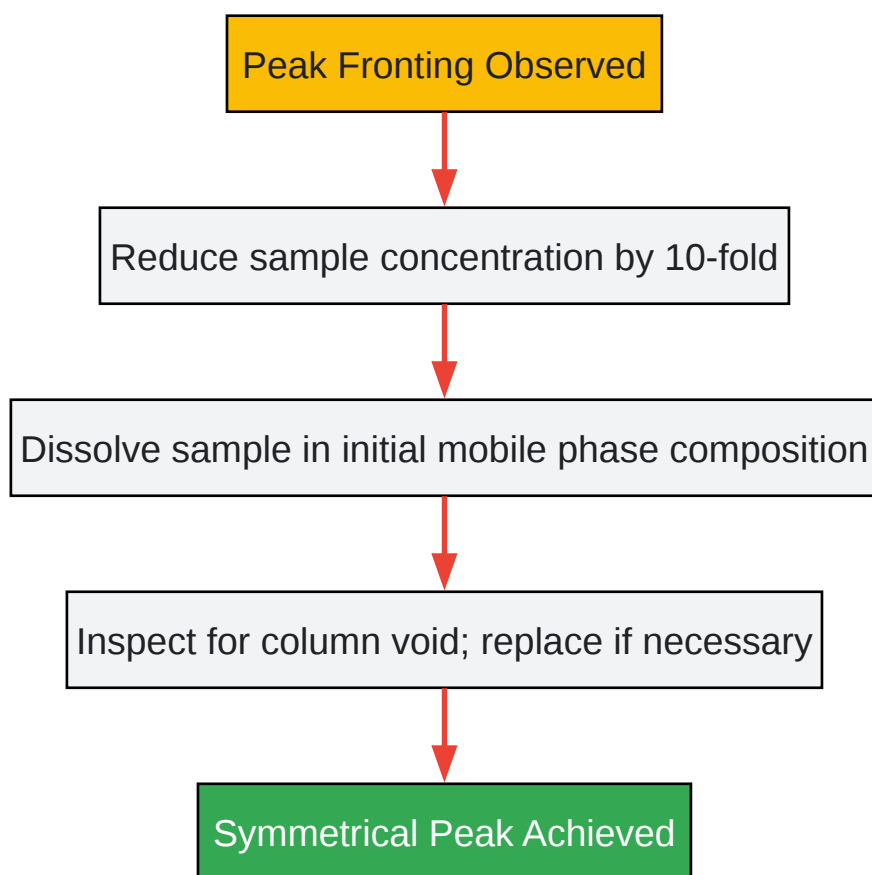 Peak Fronting Observed
Reduce sample concentration by 10-fold
Dissolve sample in initial mobile phase composition
Inspect for column void; replace if necessary
Symmetrical Peak Achieved